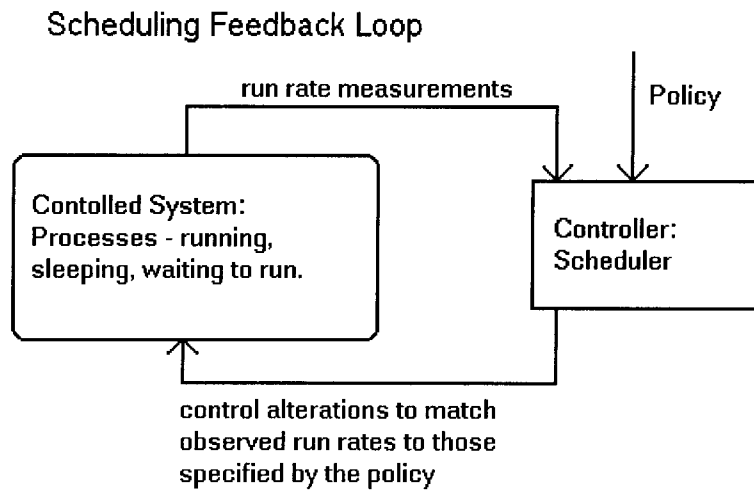 Scheduling Feedback Loop
run rate measurements
Policy
Contolled System:
Processes - running,
sleeping, waiting to run.
Controller:
Scheduler
control alterations to match
observed run rates to those
specified by the policy